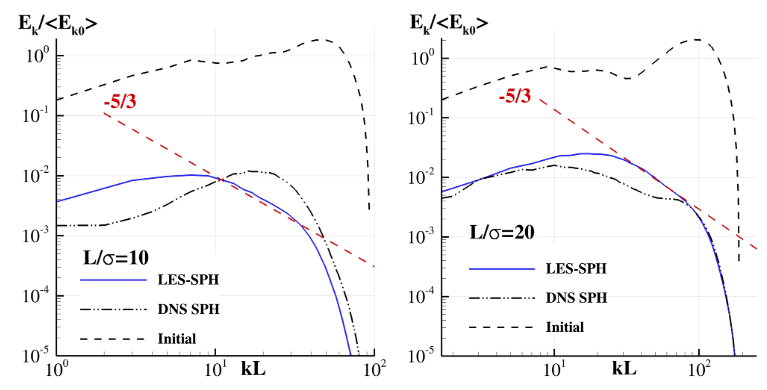 E_k/<E_k0>
10^0
10^-1
10^-2
10^-3
10^-4
10^-5
-5/3
L/σ=10
LES-SPH
DNS SPH
Initial
10^0 10^1 kL 10^2
E_k/<E_k0>
10^0
10^-1
10^-2
10^-3
10^-4
10^-5
-5/3
L/σ=20
LES-SPH
DNS SPH
Initial
10^1 kL 10^2